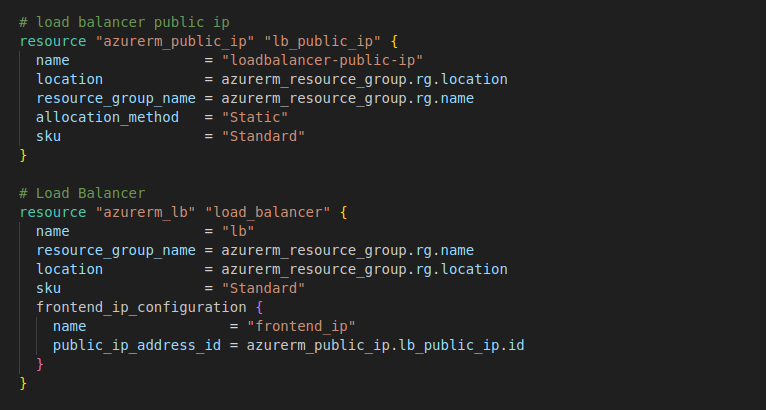 # load balancer public ip
resource "azurerm_public_ip" "lb_public_ip" {
  name                = "loadbalancer-public-ip"
  location            = azurerm_resource_group.rg.location
  resource_group_name = azurerm_resource_group.rg.name
  allocation_method   = "Static"
  sku                 = "Standard"
}

# Load Balancer
resource "azurerm_lb" "load_balancer" {
  name                = "lb"
  resource_group_name = azurerm_resource_group.rg.name
  location            = azurerm_resource_group.rg.location
  sku                 = "Standard"
  frontend_ip_configuration {
    name                 = "frontend_ip"
    public_ip_address_id = azurerm_public_ip.lb_public_ip.id
  }
}